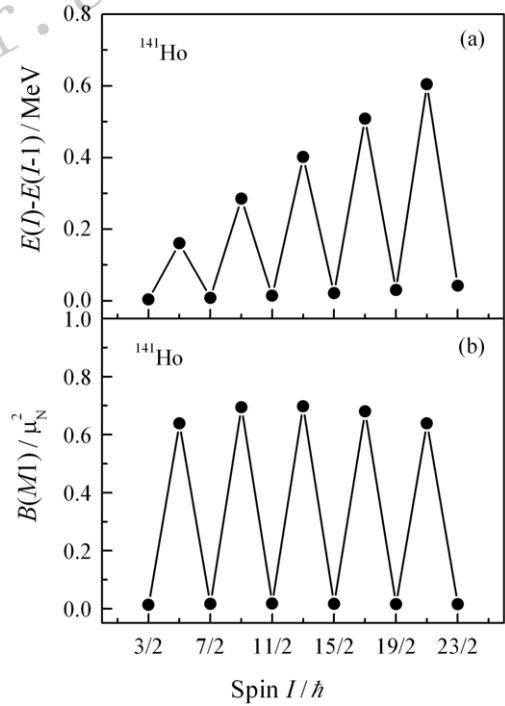 (a)
¹⁴¹Ho
0.8
0.6
0.4
0.2
0.0
E(I)-E(I-1) / MeV
(b)
¹⁴¹Ho
1.0
0.8
0.6
0.4
0.2
0.0
B(M1) / μ²_N
3/2 7/2 11/2 15/2 19/2 23/2
Spin I / ℏ